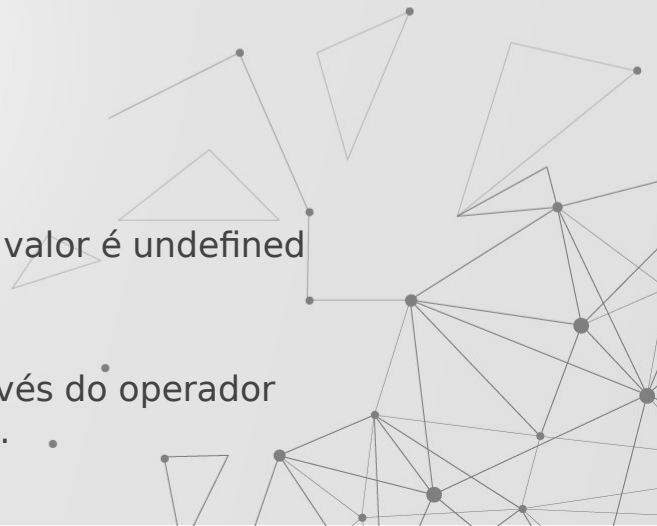 valor é undefined
vés do operador
.